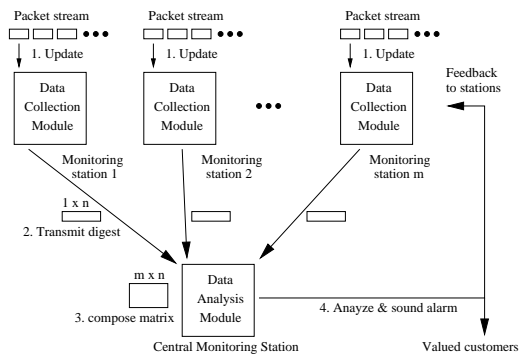 Packet stream
Packet stream
Packet stream
1. Update
1. Update
1. Update
Data
Collection
Module
Data
Collection
Module
Data
Collection
Module
Feedback
to stations
Monitoring
station 1
Monitoring
station 2
Monitoring
station m
1 x n
2. Transmit digest
m x n
3. compose matrix
Data
Analysis
Module
4. Anayze & sound alarm
Central Monitoring Station
Valued customers